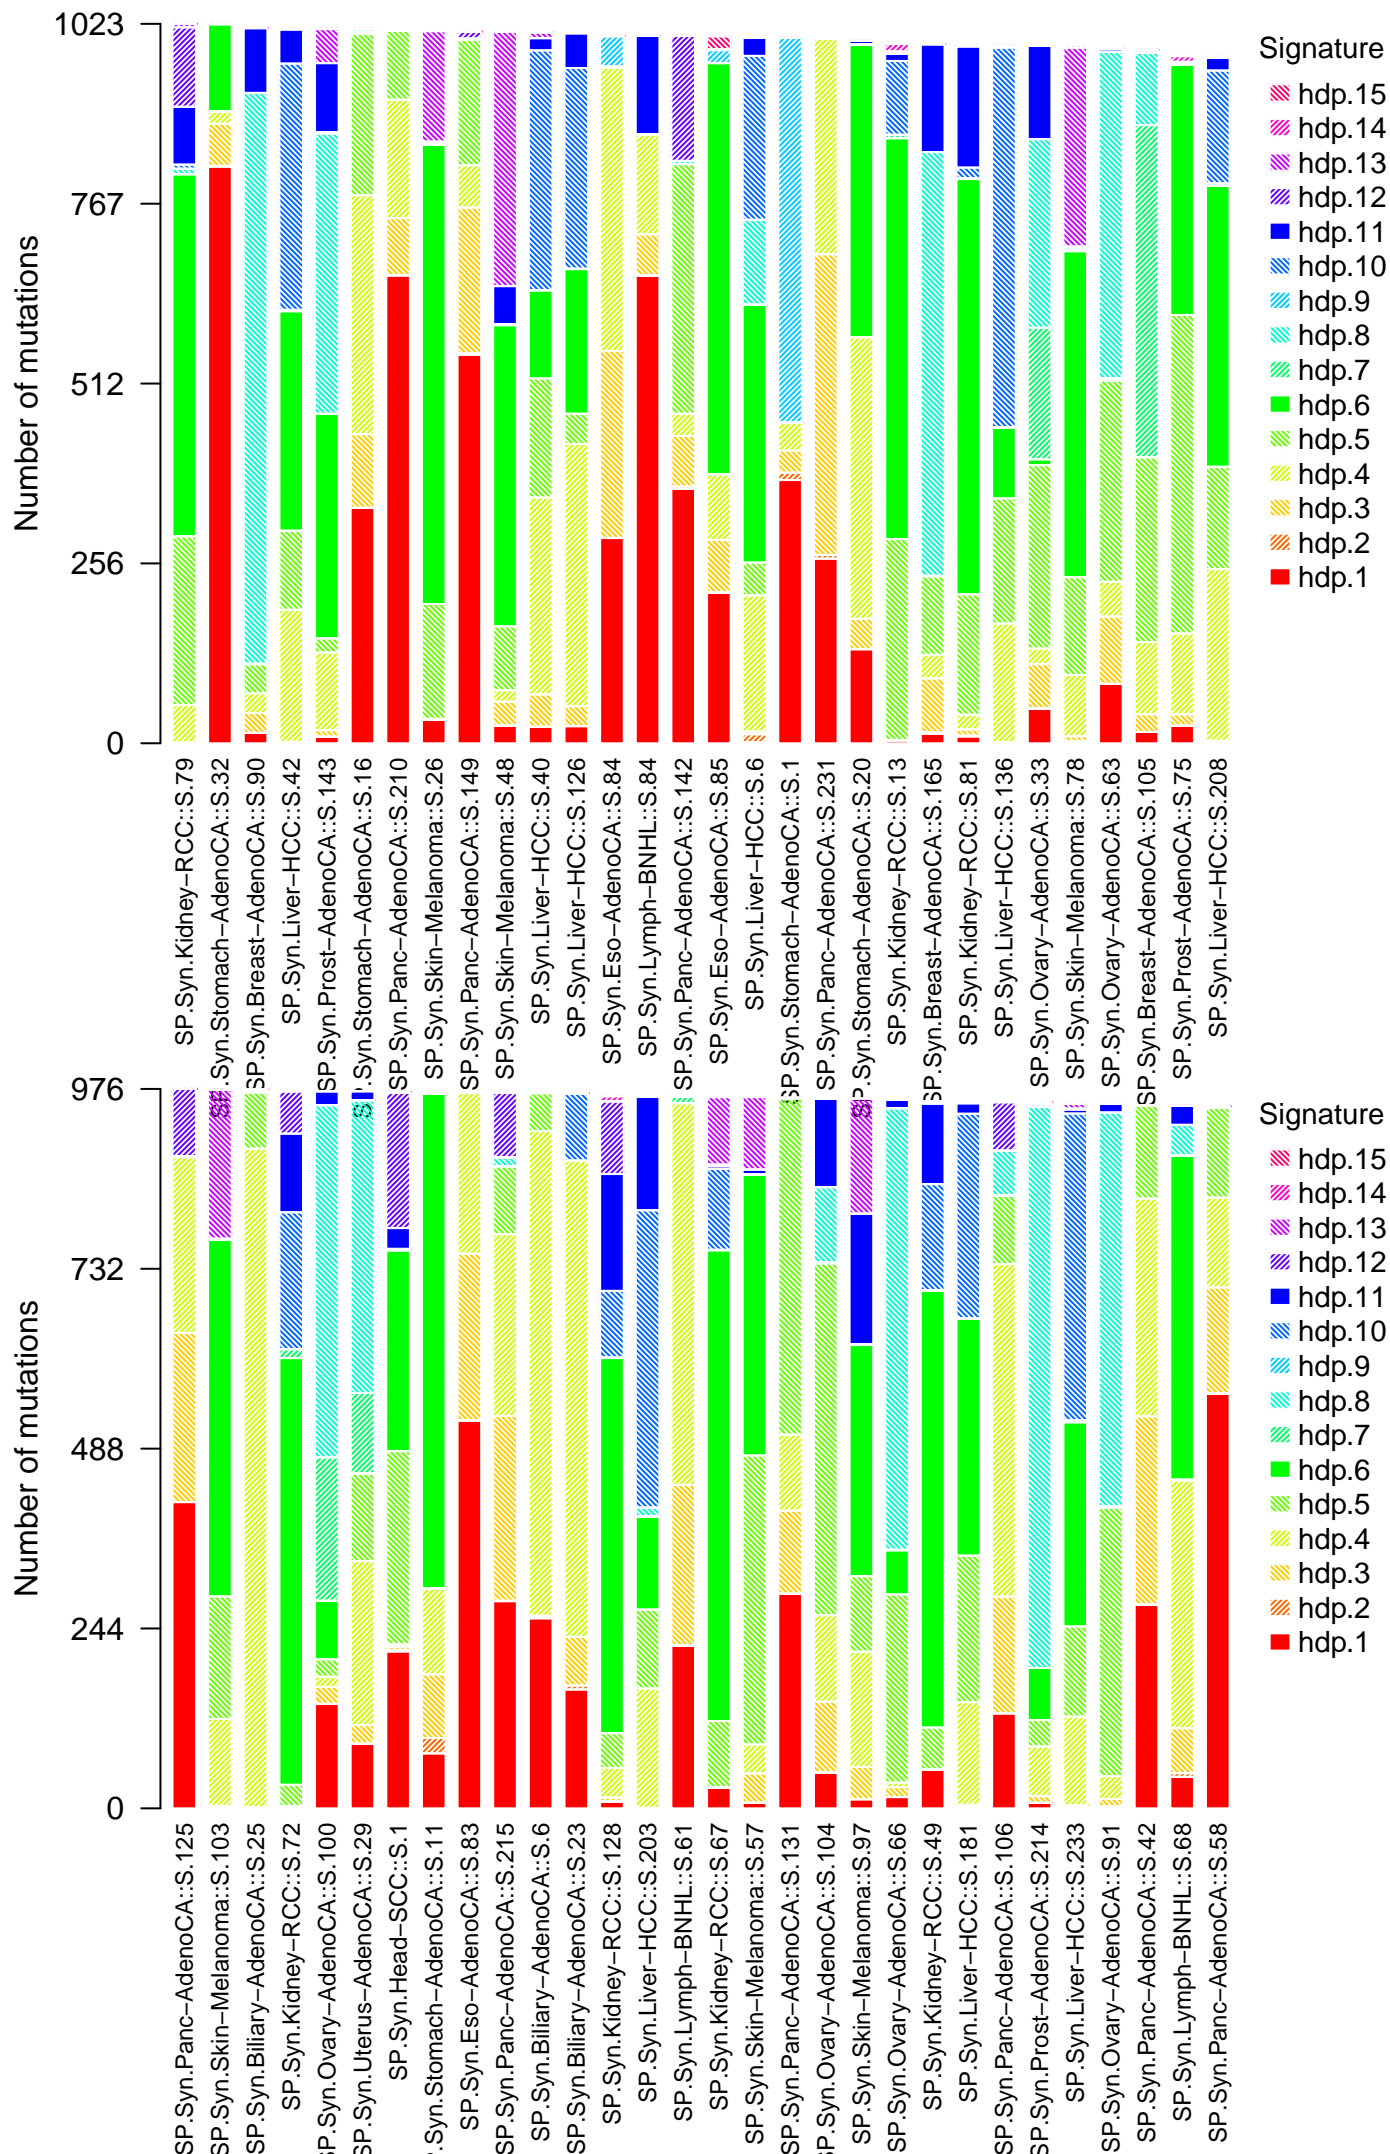 Number of mutations
1023
767
512
256
0
SP.Syn.Kidney−RCC::S.79
SP.Syn.Stomach−AdenoCA::S.32
SP.Syn.Breast−AdenoCA::S.90
SP.Syn.Liver−HCC::S.42
SP.Syn.Prost−AdenoCA::S.143
SP.Syn.Stomach−AdenoCA::S.16
SP.Syn.Panc−AdenoCA::S.210
SP.Syn.Skin−Melanoma::S.26
SP.Syn.Panc−AdenoCA::S.149
SP.Syn.Skin−Melanoma::S.48
SP.Syn.Liver−HCC::S.40
SP.Syn.Liver−HCC::S.126
SP.Syn.Eso−AdenoCA::S.84
SP.Syn.Lymph−BNHL::S.84
SP.Syn.Panc−AdenoCA::S.142
SP.Syn.Eso−AdenoCA::S.85
SP.Syn.Liver−HCC::S.6
SP.Syn.Stomach−AdenoCA::S.1
SP.Syn.Panc−AdenoCA::S.231
SP.Syn.Stomach−AdenoCA::S.20
SP.Syn.Kidney−RCC::S.13
SP.Syn.Breast−AdenoCA::S.165
SP.Syn.Kidney−RCC::S.81
SP.Syn.Liver−HCC::S.136
SP.Syn.Ovary−AdenoCA::S.33
SP.Syn.Skin−Melanoma::S.78
SP.Syn.Ovary−AdenoCA::S.63
SP.Syn.Breast−AdenoCA::S.105
SP.Syn.Prost−AdenoCA::S.75
SP.Syn.Liver−HCC::S.208
Signature
hdp.15
hdp.14
hdp.13
hdp.12
hdp.11
hdp.10
hdp.9
hdp.8
hdp.7
hdp.6
hdp.5
hdp.4
hdp.3
hdp.2
hdp.1
Number of mutations
976
732
488
244
0
SP.Syn.Panc−AdenoCA::S.125
SP.Syn.Skin−Melanoma::S.103
SP.Syn.Biliary−AdenoCA::S.25
SP.Syn.Kidney−RCC::S.72
SP.Syn.Ovary−AdenoCA::S.100
SP.Syn.Uterus−AdenoCA::S.29
SP.Syn.Head−SCC::S.1
P.Syn.Stomach−AdenoCA::S.11
SP.Syn.Eso−AdenoCA::S.83
SP.Syn.Panc−AdenoCA::S.215
SP.Syn.Biliary−AdenoCA::S.6
SP.Syn.Biliary−AdenoCA::S.23
SP.Syn.Kidney−RCC::S.128
SP.Syn.Liver−HCC::S.203
SP.Syn.Lymph−BNHL::S.61
SP.Syn.Kidney−RCC::S.67
SP.Syn.Skin−Melanoma::S.57
SP.Syn.Panc−AdenoCA::S.131
SP.Syn.Ovary−AdenoCA::S.104
SP.Syn.Skin−Melanoma::S.97
SP.Syn.Ovary−AdenoCA::S.66
SP.Syn.Kidney−RCC::S.49
SP.Syn.Liver−HCC::S.181
SP.Syn.Panc−AdenoCA::S.106
SP.Syn.Prost−AdenoCA::S.214
SP.Syn.Liver−HCC::S.233
SP.Syn.Ovary−AdenoCA::S.91
SP.Syn.Panc−AdenoCA::S.42
SP.Syn.Lymph−BNHL::S.68
SP.Syn.Panc−AdenoCA::S.58
Signature
hdp.15
hdp.14
hdp.13
hdp.12
hdp.11
hdp.10
hdp.9
hdp.8
hdp.7
hdp.6
hdp.5
hdp.4
hdp.3
hdp.2
hdp.1